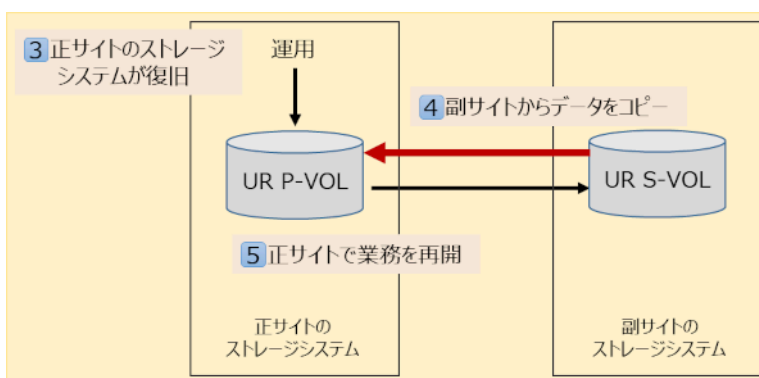 3 正サイトのストレージ
システムが復旧
運用
4 副サイトからデータをコピー
UR P-VOL
UR S-VOL
5 正サイトで業務を再開
正サイトの
ストレージシステム
副サイトの
ストレージシステム